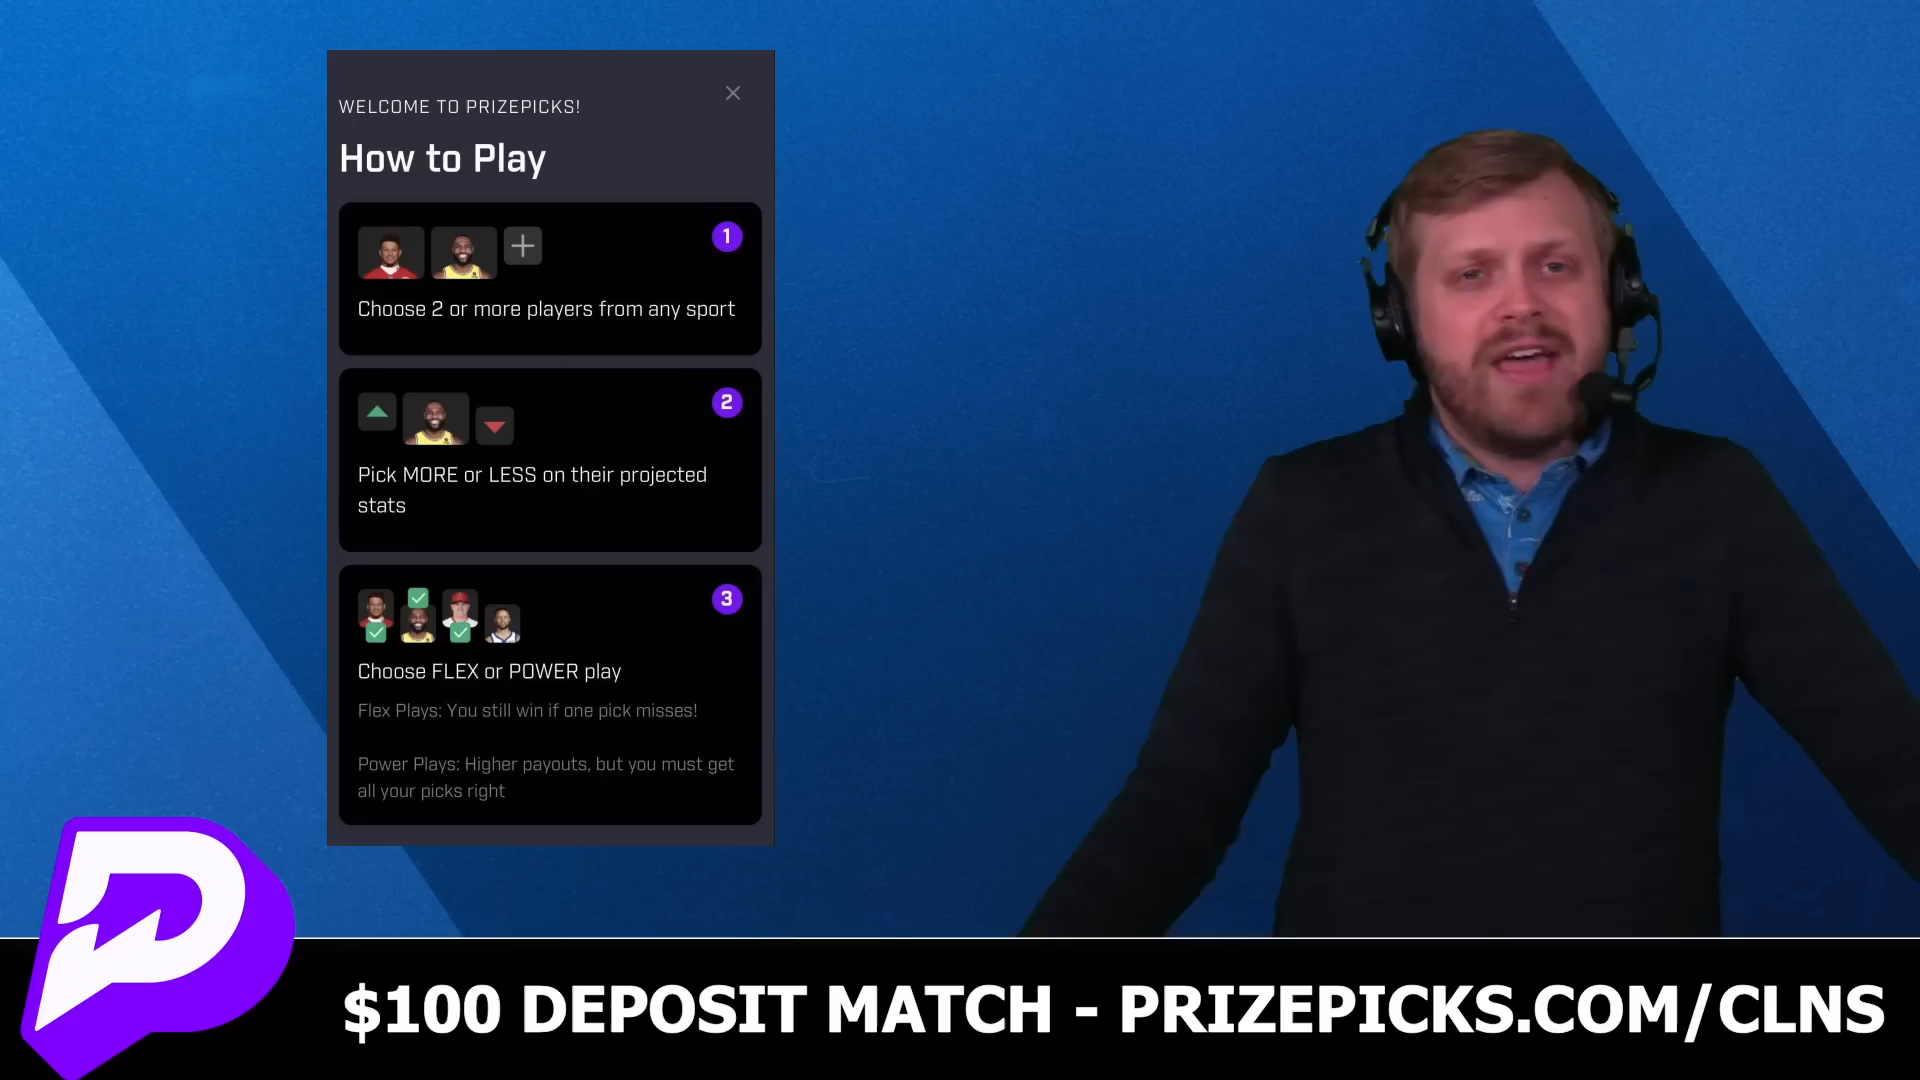 WELCOME TO PRIZEPICKS!
How to Play
1
Choose 2 or more players from any sport
2
Pick MORE or LESS on their projected
stats
3
Choose FLEX or POWER play
Flex Plays: You still win if one pick misses!
Power Plays: Higher payouts, but you must get
all your picks right
$100 DEPOSIT MATCH - PRIZEPICKS.COM/CLNS